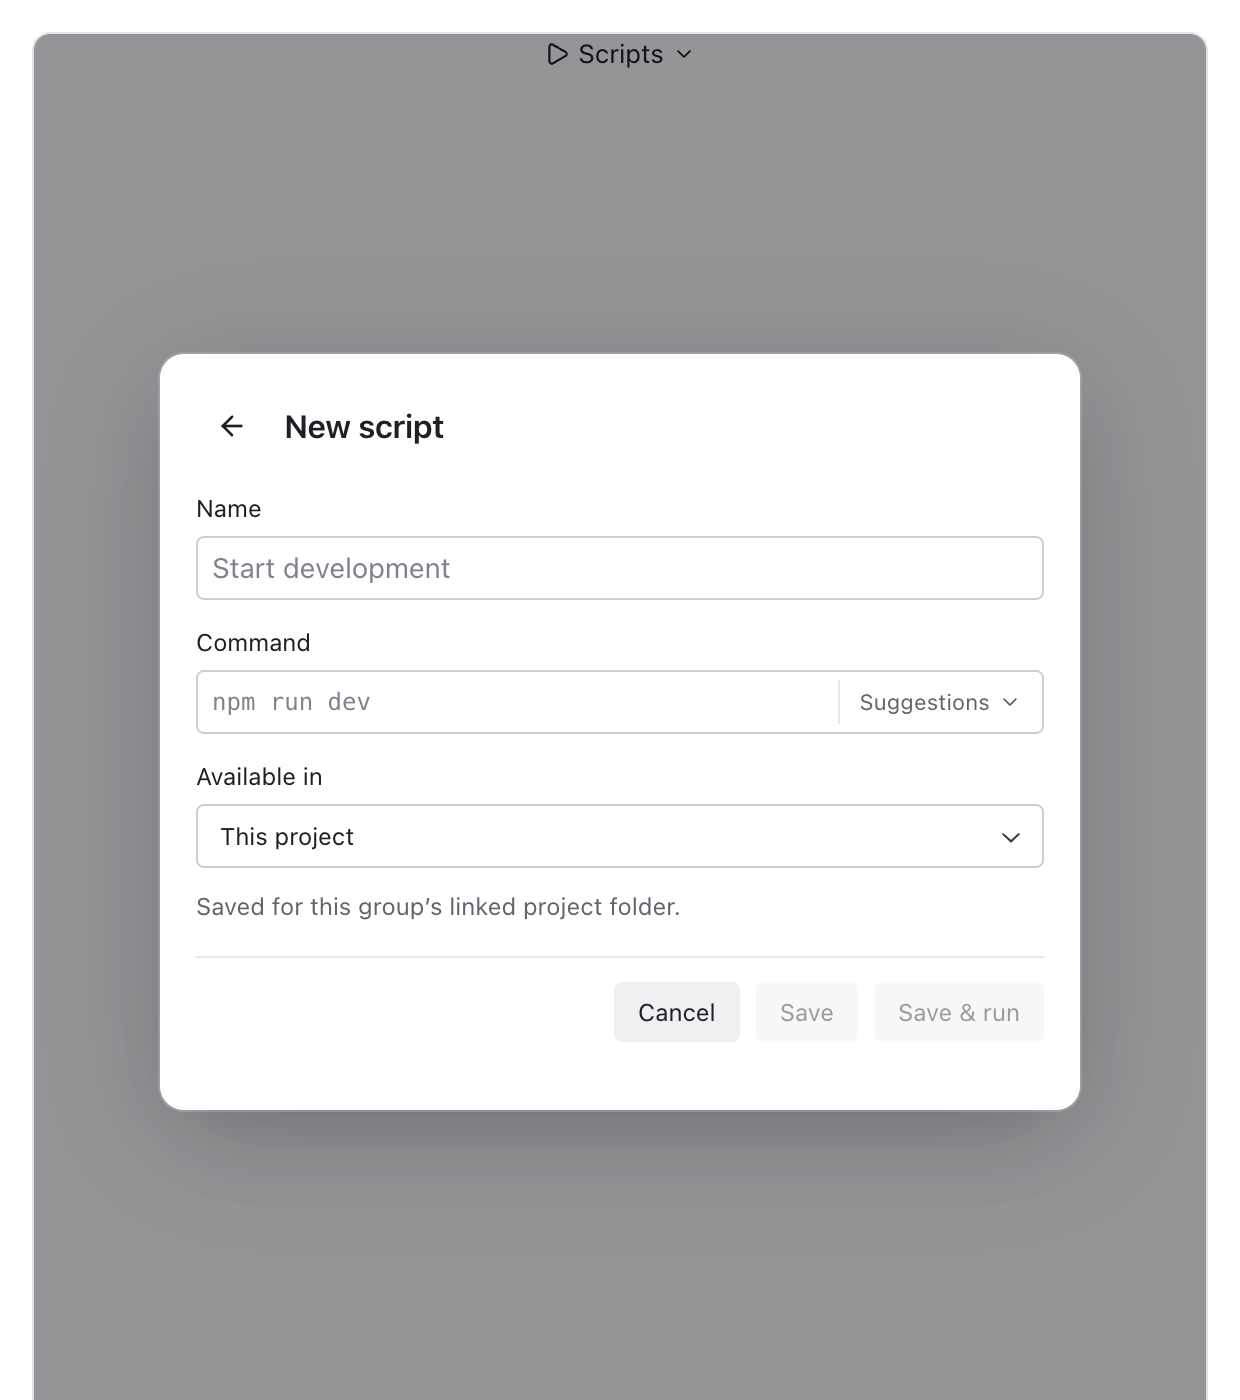 Scripts
New script
Name
Start development
Command
npm run dev
Suggestions
Available in
This project
Saved for this group’s linked project folder.
Cancel
Save
Save & run